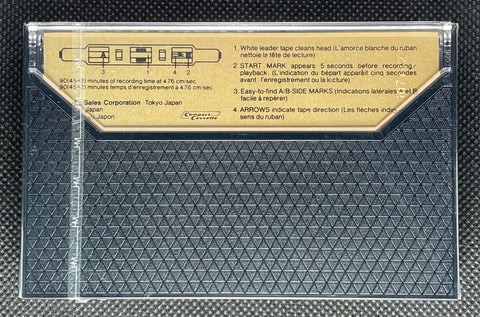 3 1 4 2
90(45×2) minutes of recording time at 4.76 cm/sec.
90(45×2) minutes temps d'enregistrement a 4.76 cm/sec.
Sales Corporation Tokyo Japan
Japan
Japon
Compact Cassette
1. White leader tape cleans head (L'amorce blanche du ruban
nettoie la tête de lecture)
2. START MARK appears 5 seconds before recording/
playback. (L'indication du départ apparaît cinq secondes
avant l'enregistrement ou la lecture)
3. Easy-to-find A/B-SIDE MARKS (Indications latérales A et B
facile à repérer)
4. ARROWS indicate tape direction (Les flèches index
sens du ruban)